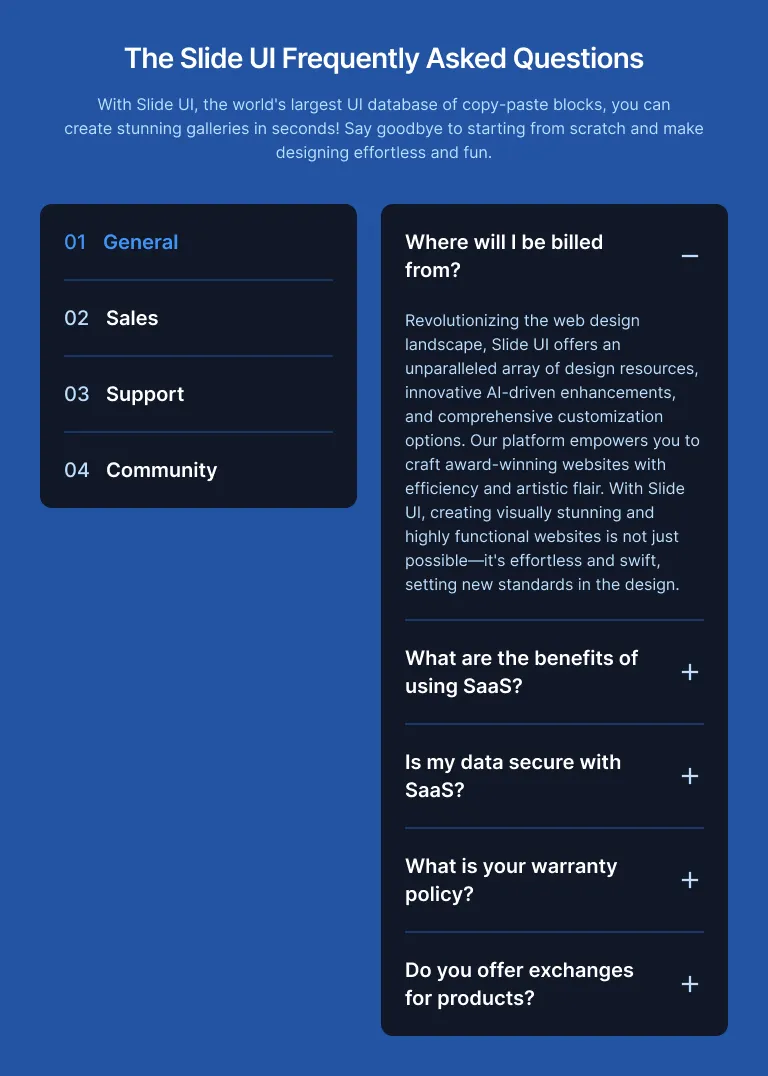 The Slide UI Frequently Asked Questions
With Slide UI, the world's largest UI database of copy-paste blocks, you can
create stunning galleries in seconds! Say goodbye to starting from scratch and make
designing effortless and fun.
01 General
02 Sales
03 Support
04 Community
Where will I be billed
from?
Revolutionizing the web design
landscape, Slide UI offers an
unparalleled array of design resources,
innovative AI-driven enhancements,
and comprehensive customization
options. Our platform empowers you to
craft award-winning websites with
efficiency and artistic flair. With Slide
UI, creating visually stunning and
highly functional websites is not just
possible—it's effortless and swift,
setting new standards in the design.
What are the benefits of
using SaaS?
Is my data secure with
SaaS?
What is your warranty
policy?
Do you offer exchanges
for products?